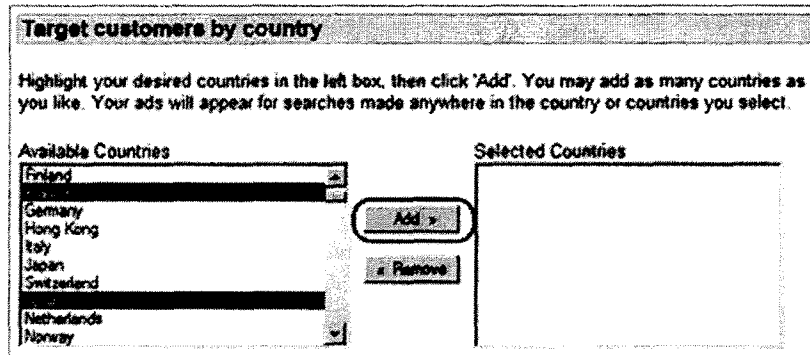 Target customers by country
Highlight your desired countries in the left box, then click 'Add'. You may add as many countries as
you like. Your ads will appear for searches made anywhere in the country or countries you select.
Available Countries
Selected Countries
Finland
Germany
Hong Kong
Italy
Japan
Switzerland
Netherlands
Norway
Add »
« Remove